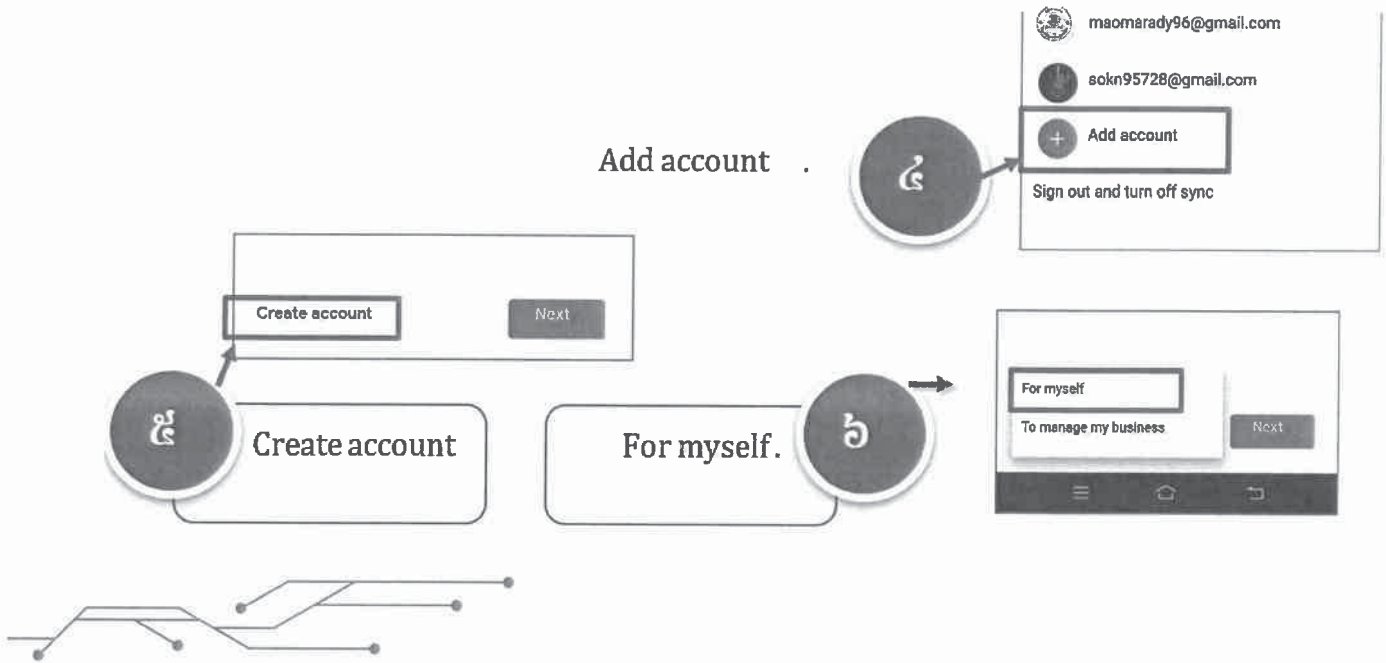 maomarady96@gmail.com
sokn95728@gmail.com
Add account
Sign out and turn off sync
Add account .
៤
Create account
Next
៥
Create account
For myself.
៦
For myself
To manage my business
Next